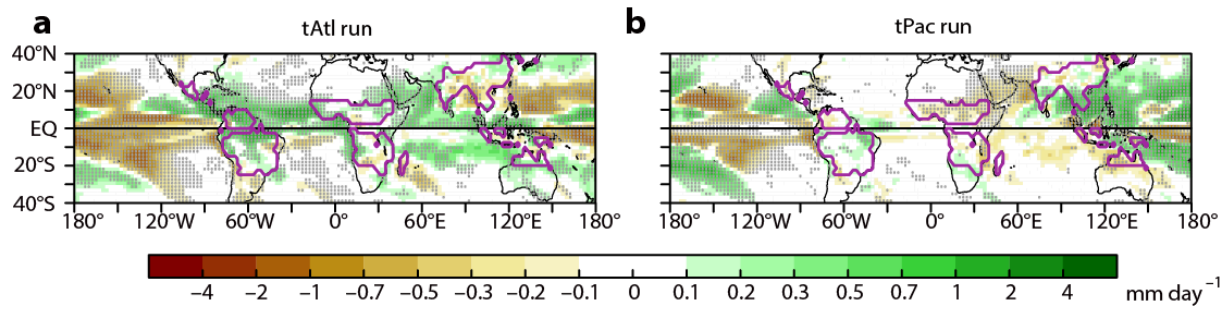 a tAtl run b tPac run
40°N
20°N
EQ
20°S
40°S
180° 120°W 60°W 0° 60°E 120°E 180° 180° 120°W 60°W 0° 60°E 120°E 180°
−4 −2 −1 −0.7 −0.5 −0.3 −0.2 −0.1 0 0.1 0.2 0.3 0.5 0.7 1 2 4 mm day⁻¹